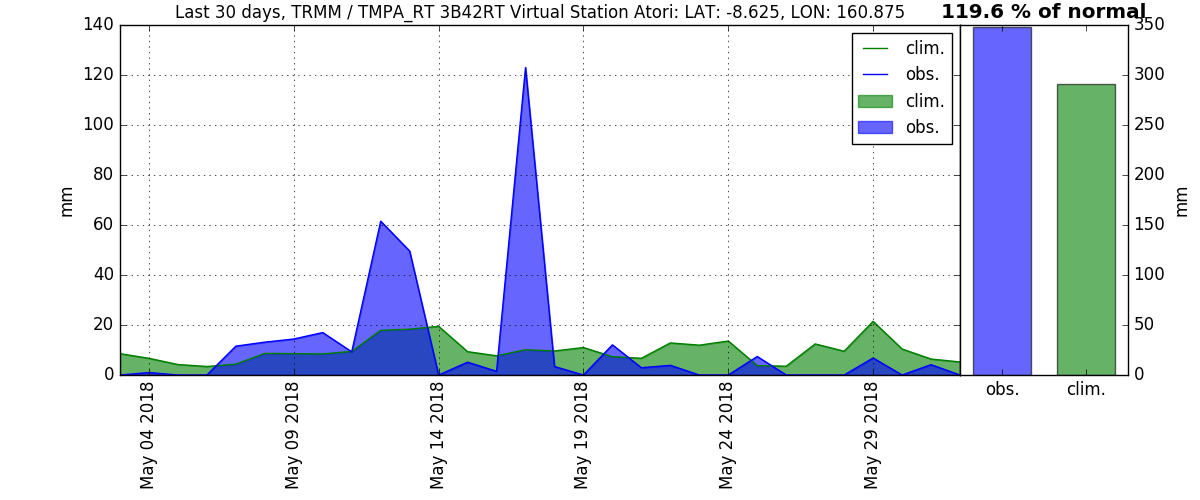 Last 30 days, TRMM / TMPA_RT 3B42RT Virtual Station Atori: LAT: -8.625, LON: 160.875
119.6 % of normal
140
120
100
80
60
40
20
0
mm
clim.
obs.
clim.
obs.
350
300
250
200
150
100
50
0
mm
May 04 2018
May 09 2018
May 14 2018
May 19 2018
May 24 2018
May 29 2018
obs.
clim.